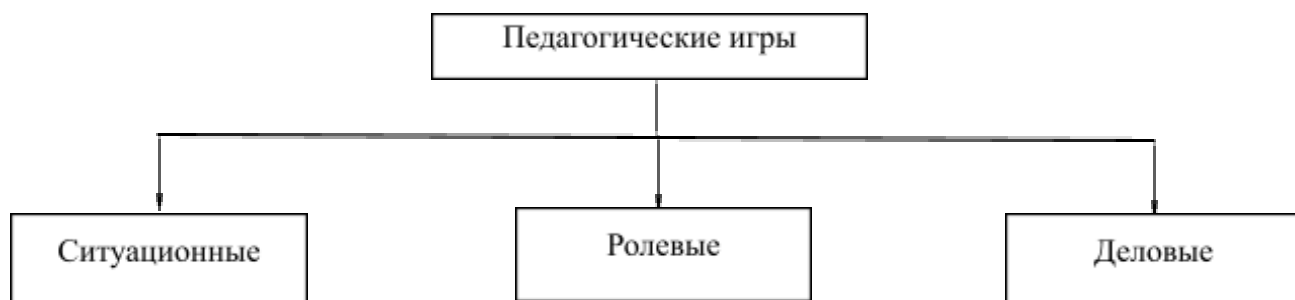 Педагогические игры
Ситуационные
Ролевые
Деловые